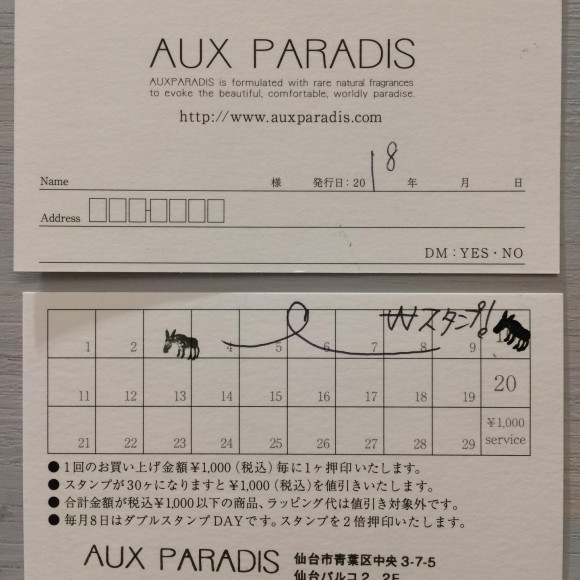 AUX PARADIS
AUXPARADIS is formulated with rare natural fragrances
to evoke the beautiful, comfortable, worldly paradise.
http://www.auxparadis.com
Name 様 発行日:2018 年 月 日
Address
DM:YES・NO
Wスタンプ!
1 2 4 5 6 7 8 9
11 12 13 14 15 16 17 18 19 20
21 22 23 24 25 26 27 28 29 ¥1,000 service
●1回のお買い上げ金額¥1,000(税込)毎に1ヶ押印いたします。
●スタンプが30ヶになりますと¥1,000(税込)を値引きいたします。
●合計金額が税込¥1,000以下の商品、ラッピング代は値引き対象外です。
●毎月8日はダブルスタンプDAYです。スタンプを2倍押印いたします。
AUX PARADIS 仙台市青葉区中央3-7-5
仙台パルコ2 2F